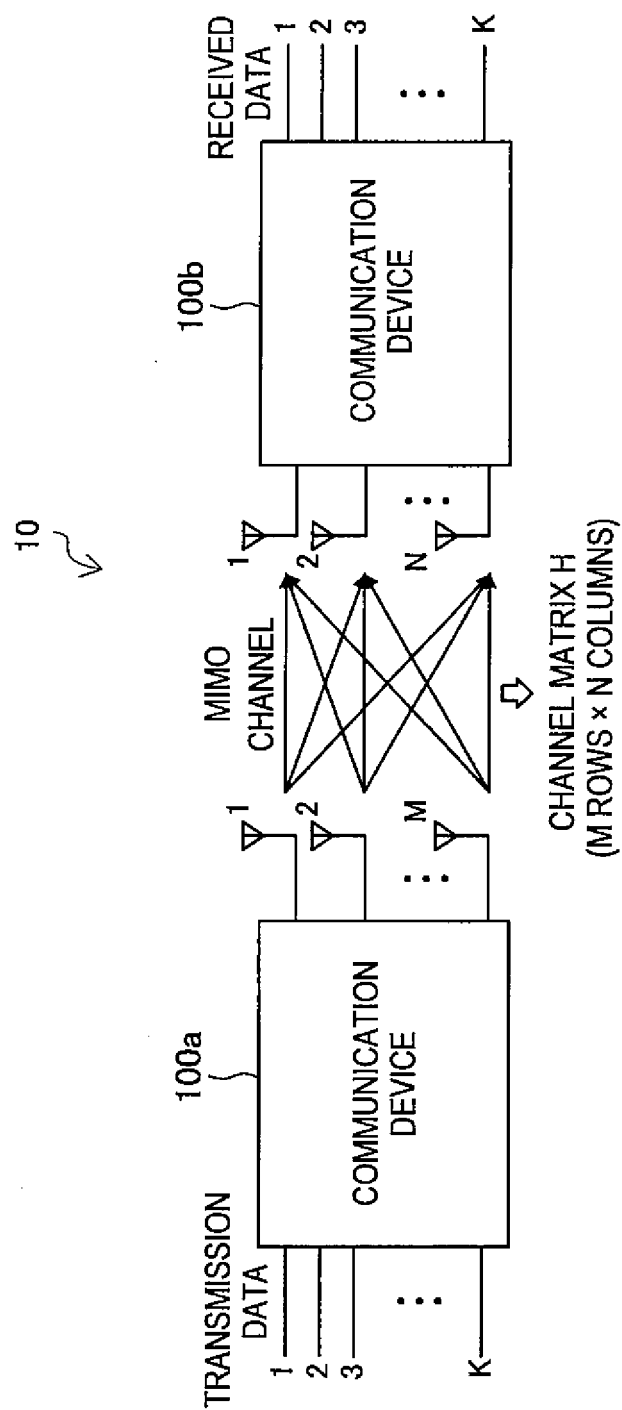 10
TRANSMISSION
DATA
1
2
3
K
100a
COMMUNICATION
DEVICE
1
2
M
MIMO
CHANNEL
CHANNEL MATRIX H
(M ROWS × N COLUMNS)
1
2
N
100b
COMMUNICATION
DEVICE
RECEIVED
DATA
1
2
3
K